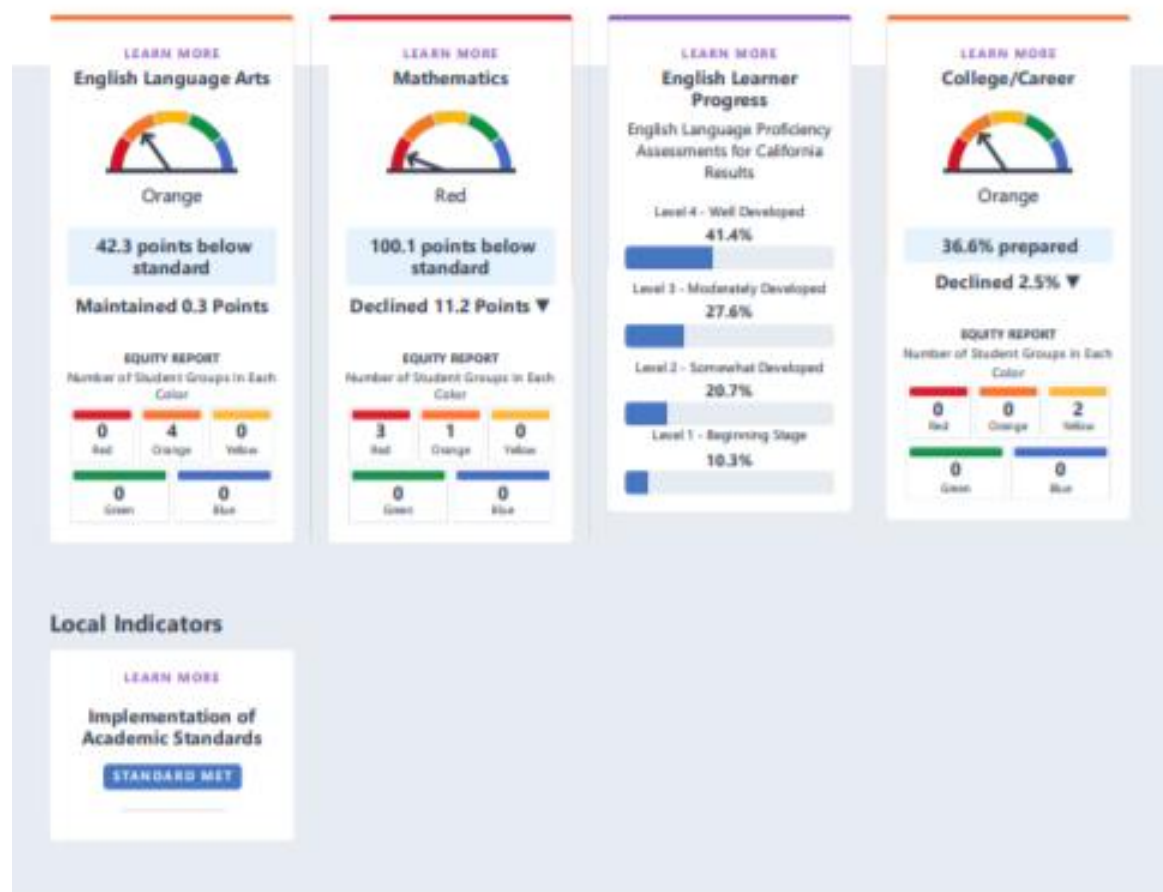 LEARN MORE
English Language Arts
Orange
42.3 points below
standard
Maintained 0.3 Points
EQUITY REPORT
Number of Student Groups in Each
Color
0
Red
4
Orange
0
Yellow
0
Green
0
Blue
LEARN MORE
Mathematics
Red
100.1 points below
standard
Declined 11.2 Points ▼
EQUITY REPORT
Number of Student Groups in Each
Color
3
Red
1
Orange
0
Yellow
0
Green
0
Blue
LEARN MORE
English Learner
Progress
English Language Proficiency
Assessments for California
Results
Level 4 - Well Developed
41.4%
Level 3 - Moderately Developed
27.6%
Level 2 - Somewhat Developed
20.7%
Level 1 - Beginning Stage
10.3%
LEARN MORE
College/Career
Orange
36.6% prepared
Declined 2.5% ▼
EQUITY REPORT
Number of Student Groups in Each
Color
0
Red
0
Orange
2
Yellow
0
Green
0
Blue
Local Indicators
LEARN MORE
Implementation of
Academic Standards
STANDARD MET